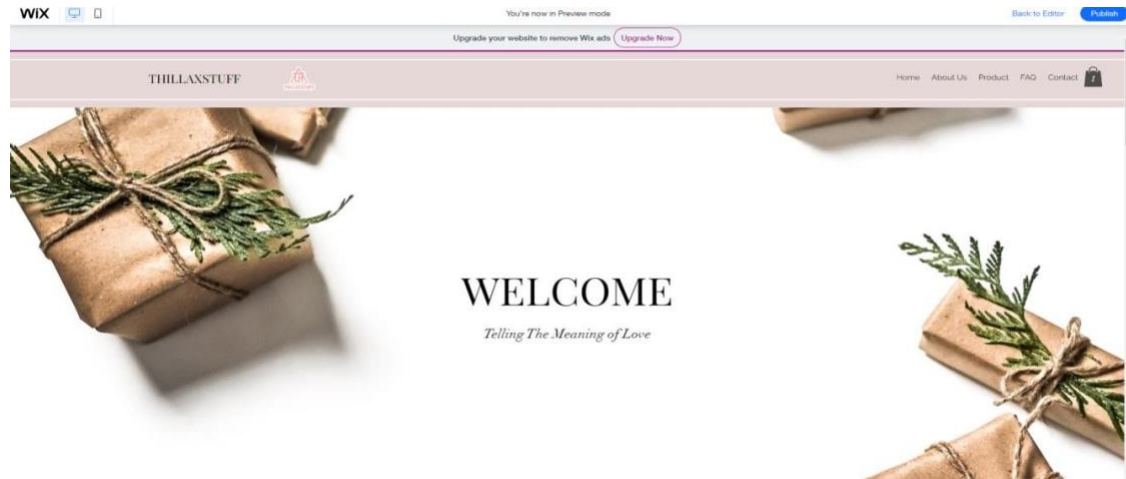 WiX
You're now in Preview mode
Back to Editor
Publish
Upgrade your website to remove Wix ads
Upgrade Now
THILLAXSTUFF
Home
About Us
Product
FAQ
Contact
1
WELCOME
Telling The Meaning of Love